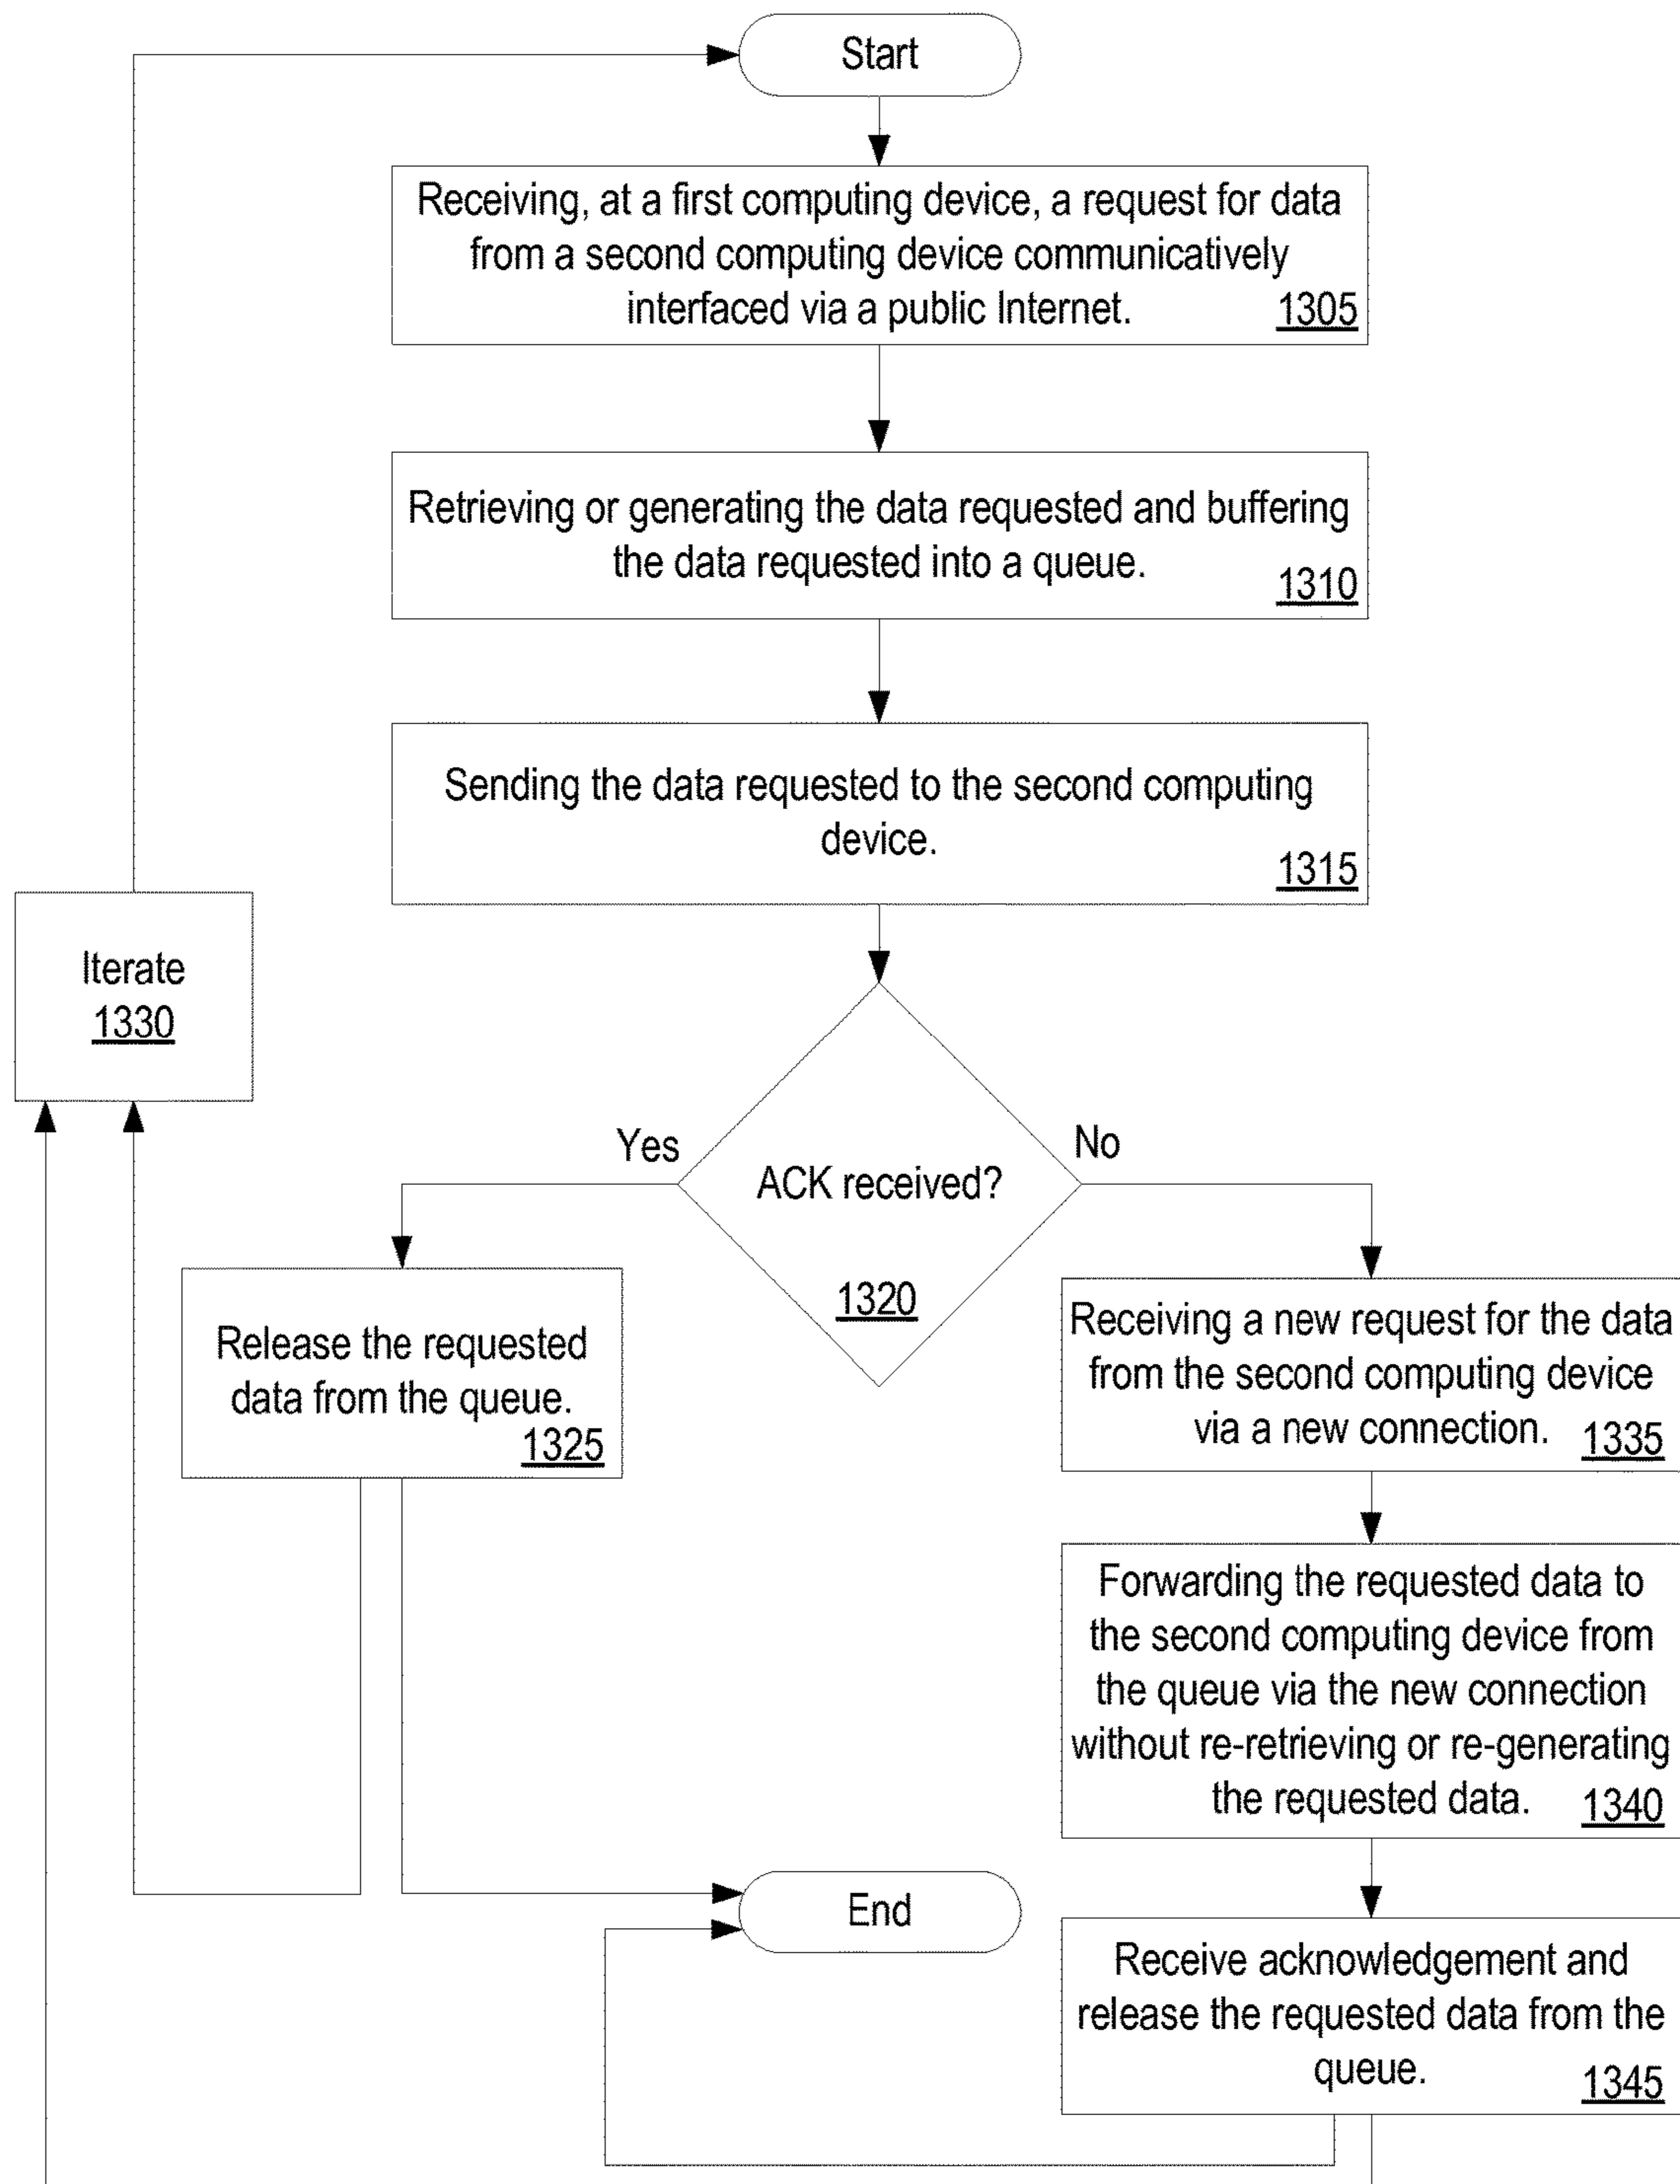 Start
Receiving, at a first computing device, a request for data
from a second computing device communicatively
interfaced via a public Internet.
1305
Retrieving or generating the data requested and buffering
the data requested into a queue.
1310
Sending the data requested to the second computing
device.
1315
Iterate
1330
Yes
No
ACK received?
1320
Release the requested
data from the queue.
1325
Receiving a new request for the data
from the second computing device
via a new connection.
1335
Forwarding the requested data to
the second computing device from
the queue via the new connection
without re-retrieving or re-generating
the requested data.
1340
End
Receive acknowledgement and
release the requested data from the
queue.
1345